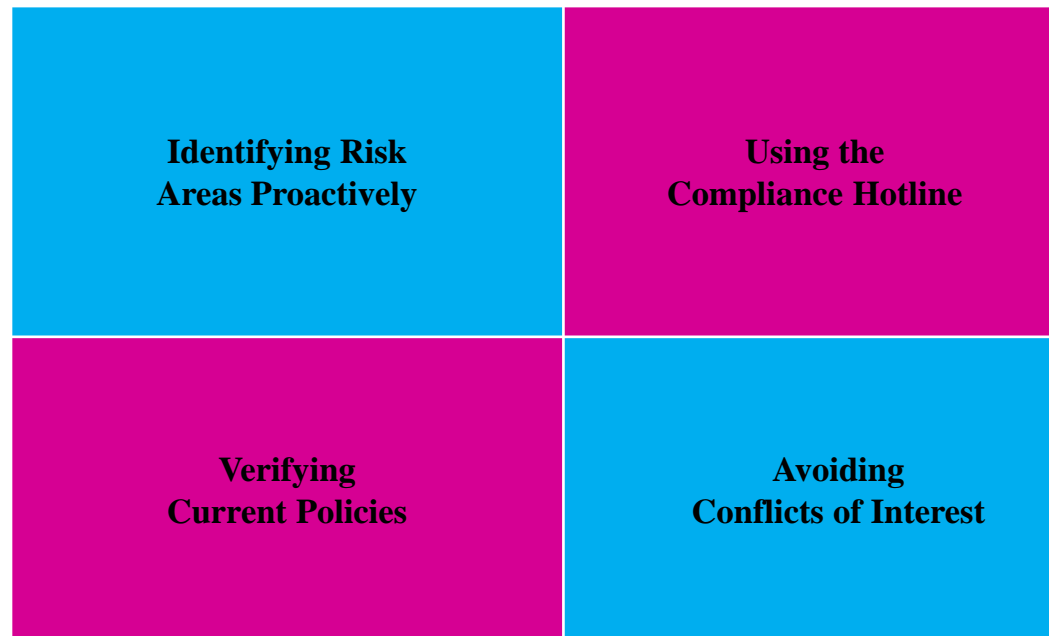 Identifying Risk
Areas Proactively
Using the
Compliance Hotline
Verifying
Current Policies
Avoiding
Conflicts of Interest